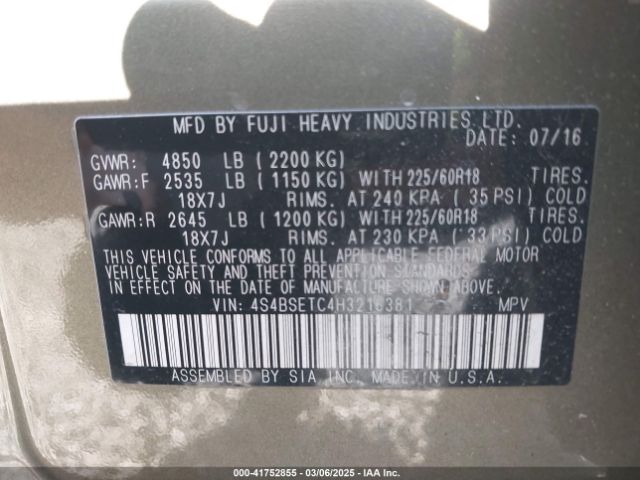 MFD BY FUJI HEAVY INDUSTRIES LTD.
DATE: 07/16
GVWR: 4850 LB (2200 KG)
GAWR:F 2535 LB (1150 KG) WITH 225/60R18 TIRES.
18X7J RIMS. AT 240 KPA (35 PSI) COLD
GAWR:R 2645 LB (1200 KG) WITH 225/60R18 TIRES.
18X7J RIMS. AT 230 KPA (33 PSI) COLD
THIS VEHICLE CONFORMS TO ALL APPLICABLE FEDERAL MOTOR
VEHICLE SAFETY AND THEFT PREVENTION STANDARDS
IN EFFECT ON THE DATE OF MANUFACTURE SHOWN ABOVE.
VIN: 4S4BSETC4H3216381 MPV
ASSEMBLED BY SIA INC. MADE IN U.S.A.
000-41752855 - 03/06/2025 - IAA Inc.